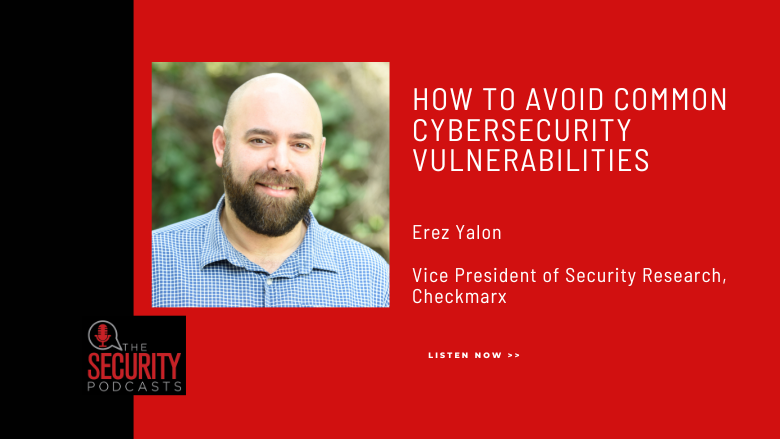 HOW TO AVOID COMMON
CYBERSECURITY
VULNERABILITIES
Erez Yalon
Vice President of Security Research,
Checkmarx
LISTEN NOW >>
THE
SECURITY
PODCASTS